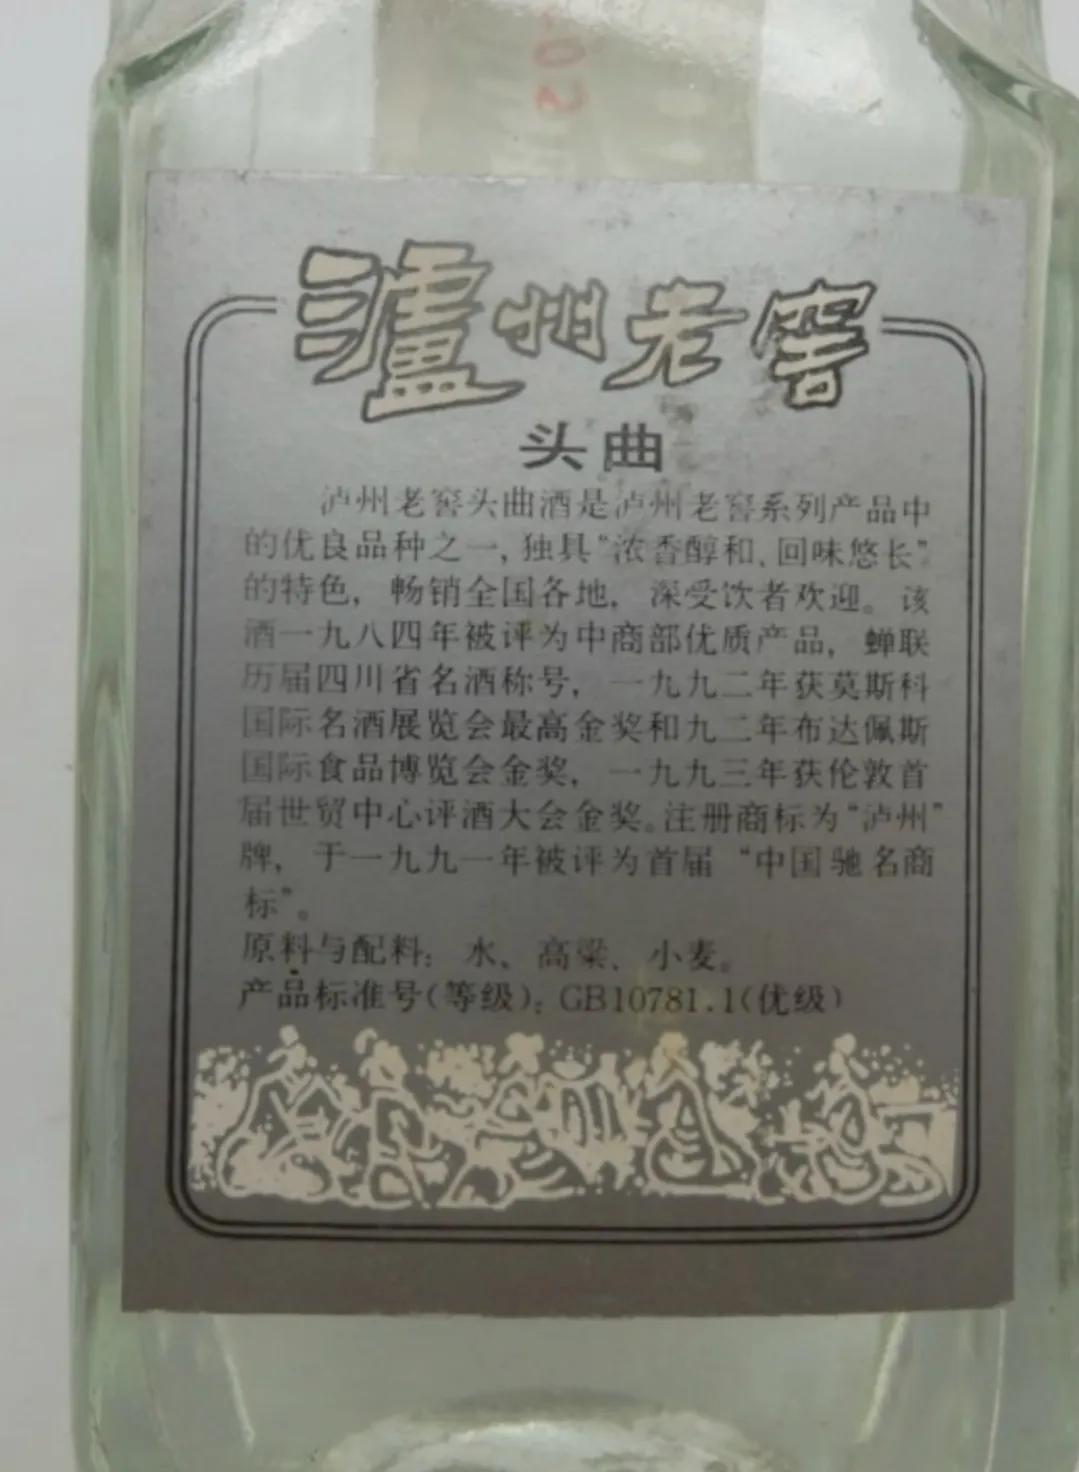 02
泸州老窖
头曲
泸州老窖头曲酒是泸州老窖系列产品中
的优良品种之一,独具“浓香醇和、回味悠长”
的特色,畅销全国各地,深受饮者欢迎。该
酒一九八四年被评为中商部优质产品,蝉联
历届四川省名酒称号,一九九二年获莫斯科
国际名酒展览会最高金奖和九二年布达佩斯
国际食品博览会金奖,一九九三年获伦敦首
届世贸中心评酒大会金奖。注册商标为“泸州”
牌,于一九九一年被评为首届“中国驰名商
标”。
原料与配料:水、高粱、小麦。
产品标准号(等级):GB10781.1(优级)